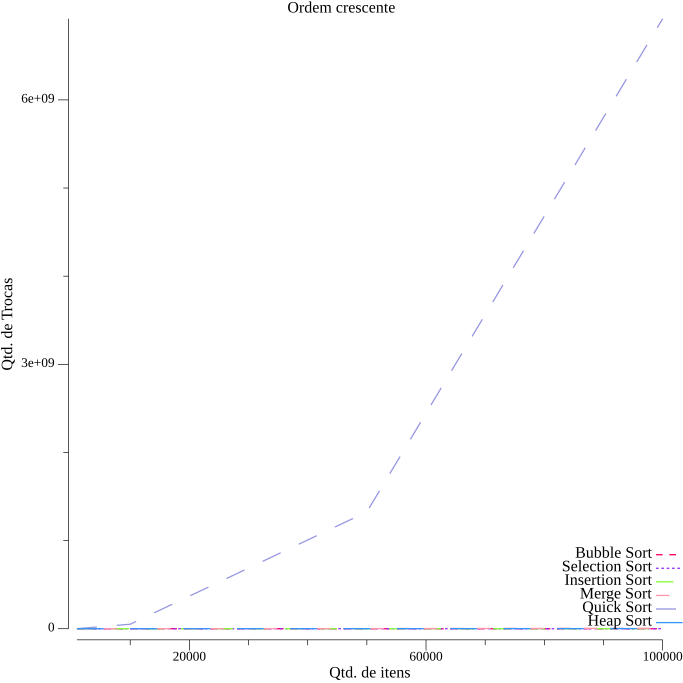 Ordem crescente
6e+09
3e+09
0
Qtd. de Trocas
20000
60000
100000
Qtd. de itens
Bubble Sort
Selection Sort
Insertion Sort
Merge Sort
Quick Sort
Heap Sort